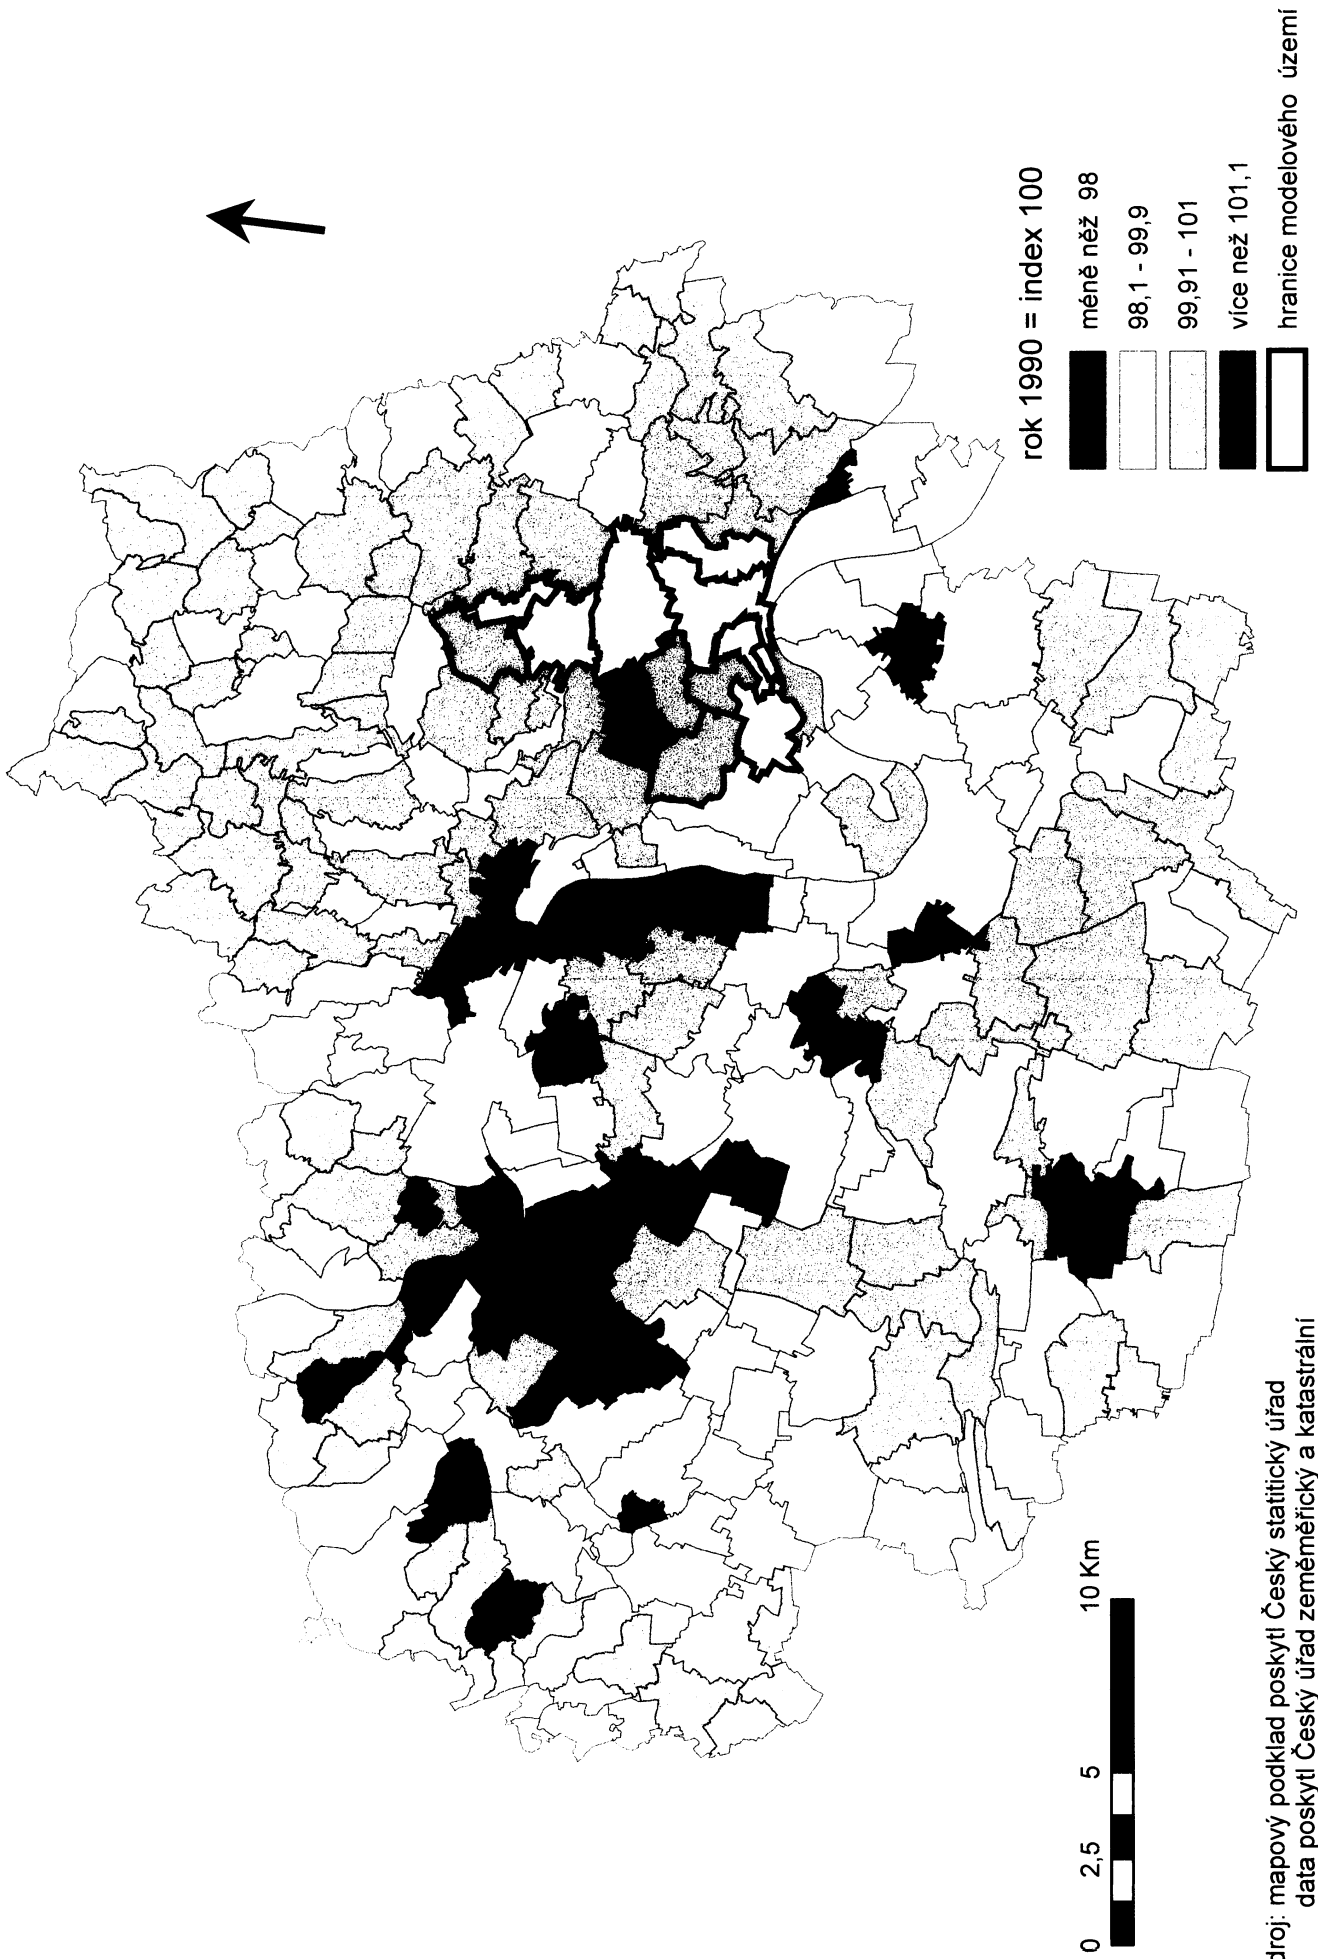 rok 1990 = index 100
méně něž 98
98,1 - 99,9
99,91 - 101
více než 101,1
hranice modelového území
0 2,5 5 10 Km
droj: mapový podklad poskytl Český statitický úřad
data poskytl Český úřad zeměměřický a katastrální